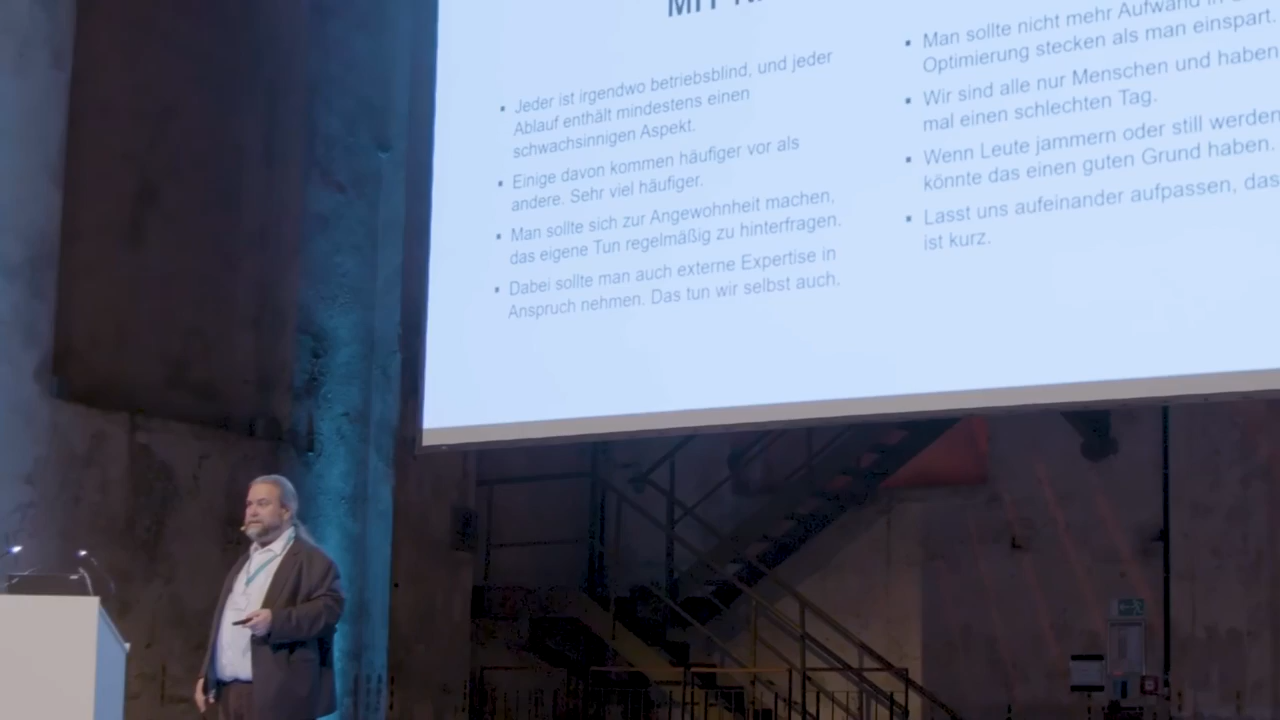 MIT
Jeder ist irgendwo betriebsblind, und jeder
Ablauf enthält mindestens einen
schwachsinnigen Aspekt.
Einige davon kommen häufiger vor als
andere. Sehr viel häufiger.
Man sollte sich zur Angewohnheit machen,
das eigene Tun regelmäßig zu hinterfragen.
Dabei sollte man auch externe Expertise in
Anspruch nehmen. Das tun wir selbst auch.
Man sollte nicht mehr Aufwand in
Optimierung stecken als man einspart.
Wir sind alle nur Menschen und haben
mal einen schlechten Tag.
Wenn Leute jammern oder still werden
könnte das einen guten Grund haben.
Lasst uns aufeinander aufpassen, das
ist kurz.